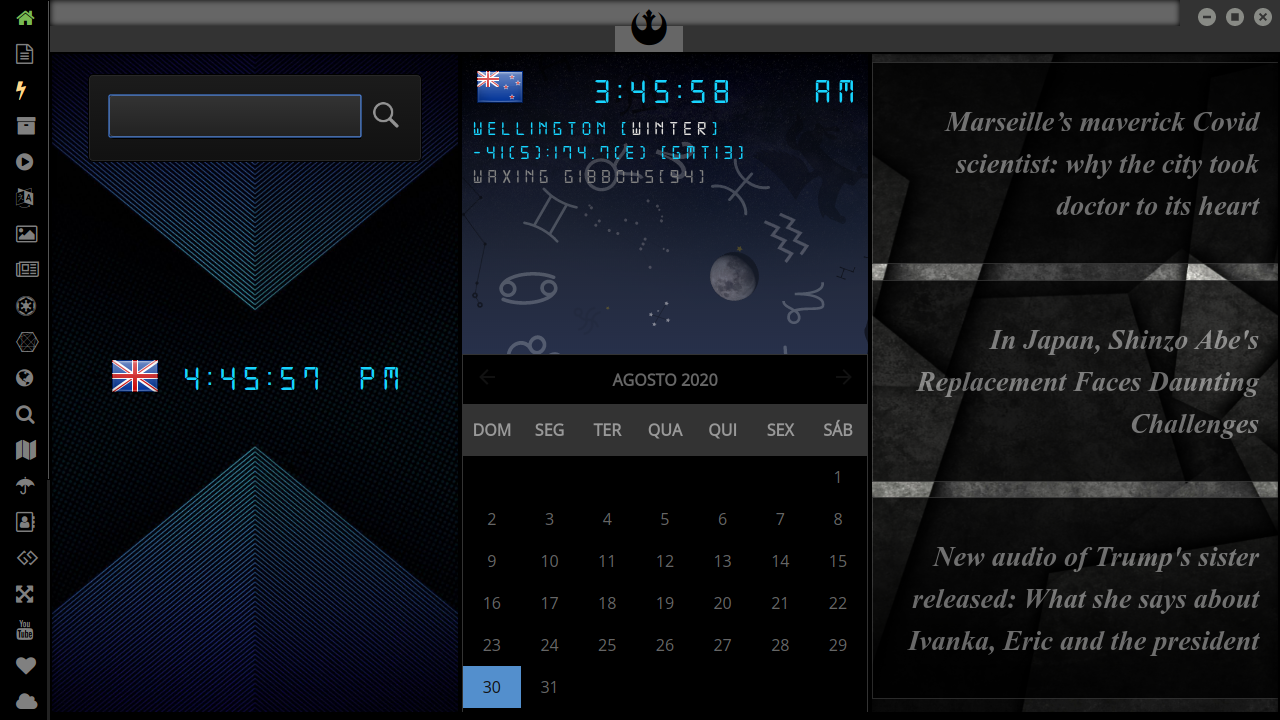 3:45:58 AM
WELLINGTON (WINTER)
-41(S):174.7(E) (GMT13)
WAXING GIBBOUS(94)
4:45:57 PM
AGOSTO 2020
DOM SEG TER QUA QUI SEX SÁB
1
2 3 4 5 6 7 8
9 10 11 12 13 14 15
16 17 18 19 20 21 22
23 24 25 26 27 28 29
30 31
Marseille’s maverick Covid
scientist: why the city took
doctor to its heart
In Japan, Shinzo Abe's
Replacement Faces Daunting
Challenges
New audio of Trump's sister
released: What she says about
Ivanka, Eric and the president
You
Tube